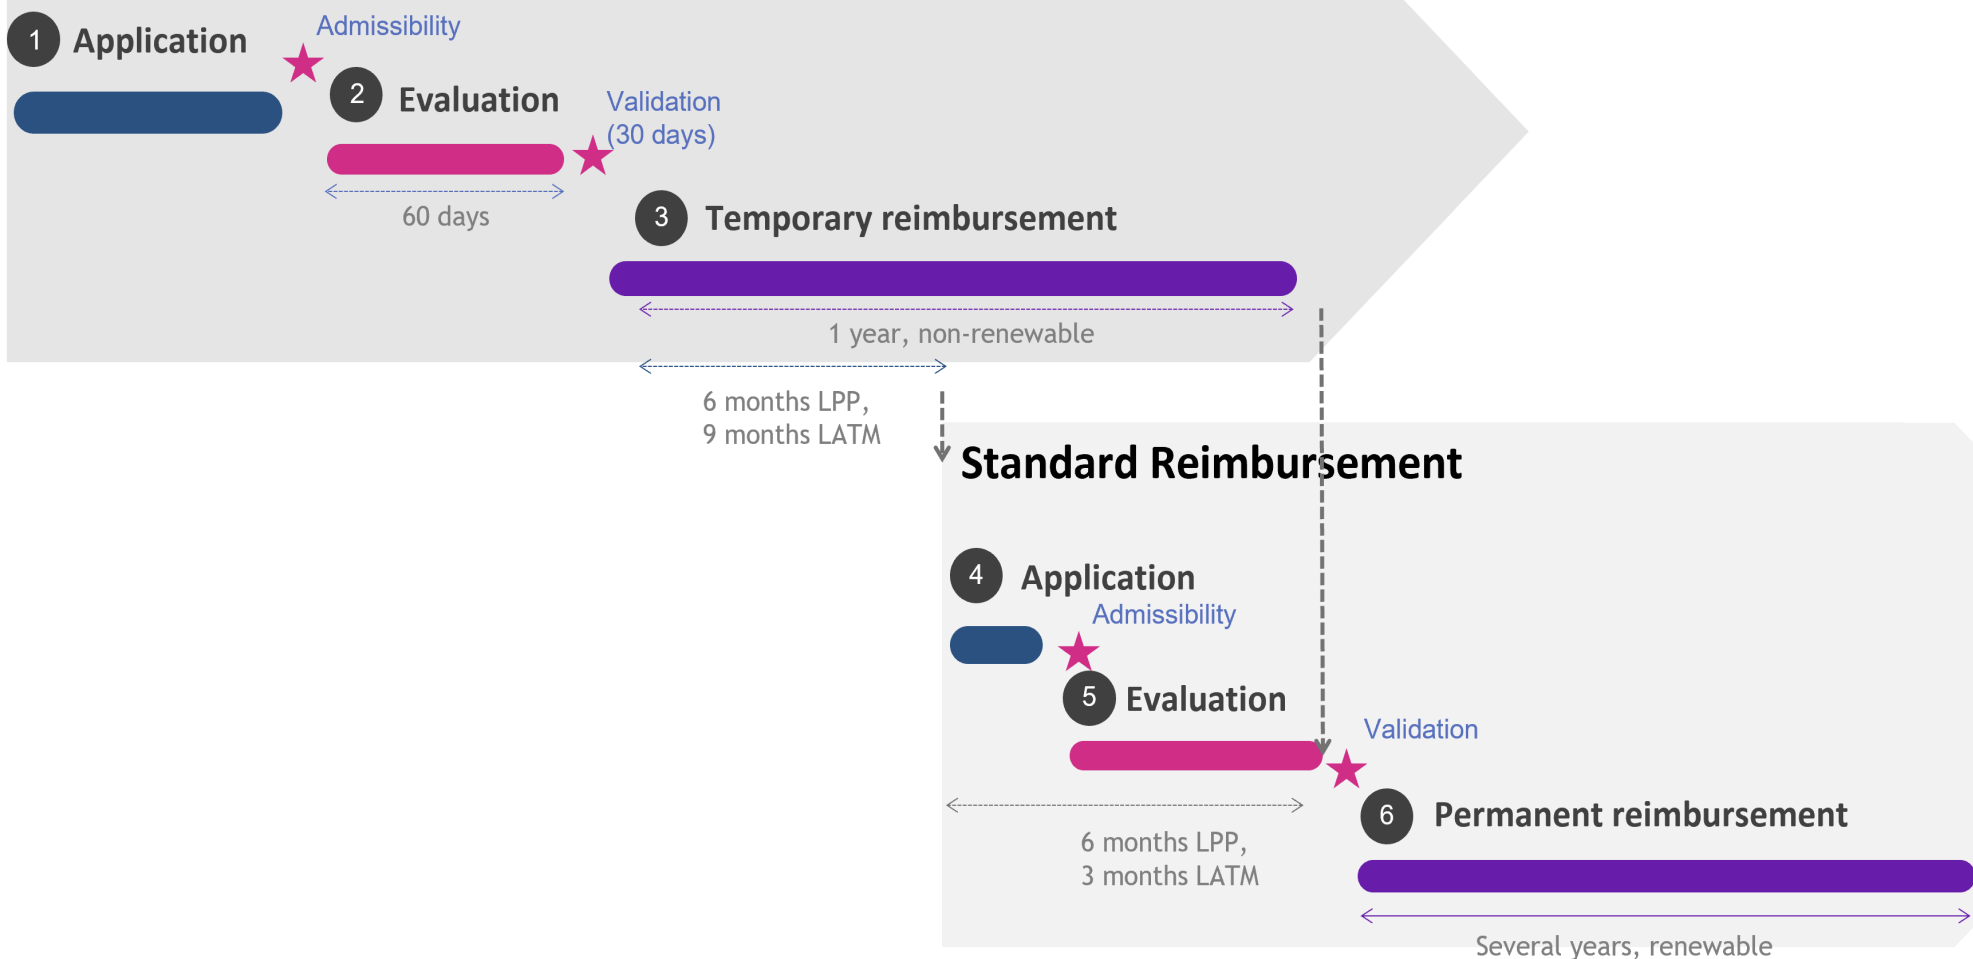 1 Application
Admissibility
2 Evaluation
Validation
(30 days)
60 days
3 Temporary reimbursement
1 year, non-renewable
6 months LPP,
9 months LATM
Standard Reimbursement
4 Application
Admissibility
5 Evaluation
Validation
6 months LPP,
3 months LATM
6 Permanent reimbursement
Several years, renewable